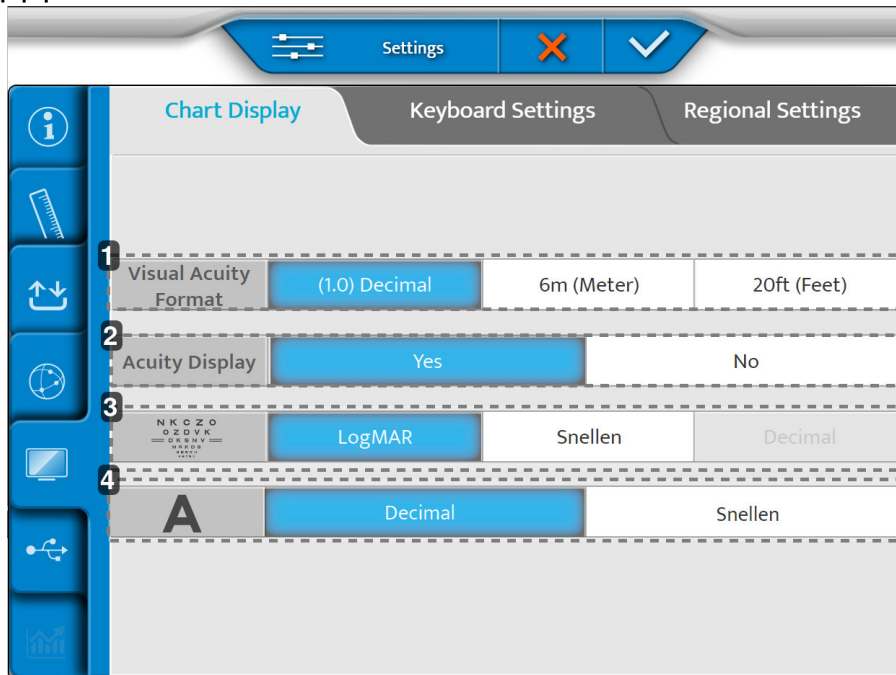 Settings
Chart Display Keyboard Settings Regional Settings
1
Visual Acuity Format (1.0) Decimal 6m (Meter) 20ft (Feet)
2
Acuity Display Yes No
3
N K C Z O
O Z D V K
LogMAR Snellen Decimal
D K S N V
H R K D S
4
A Decimal Snellen